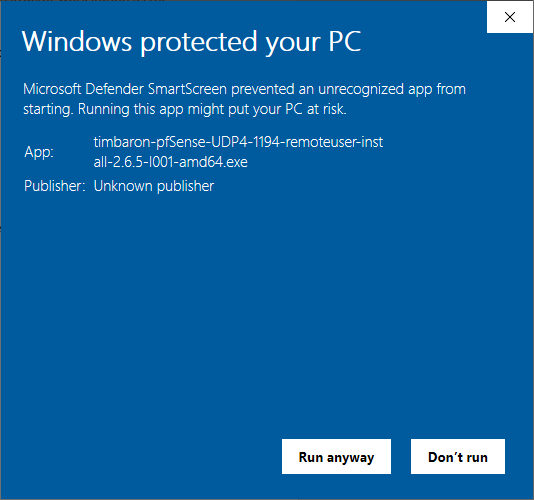 Windows protected your PC
Microsoft Defender SmartScreen prevented an unrecognized app from
starting. Running this app might put your PC at risk.
App: timbaron-pfSense-UDP4-1194-remoteuser-inst
all-2.6.5-I001-amd64.exe
Publisher: Unknown publisher
Run anyway
Don’t run